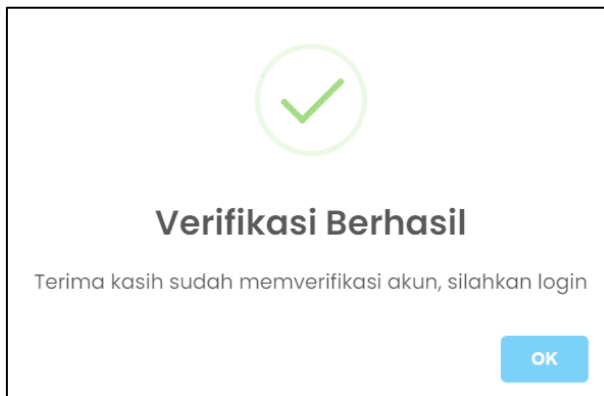 Verifikasi Berhasil
Terima kasih sudah memverifikasi akun, silahkan login
OK